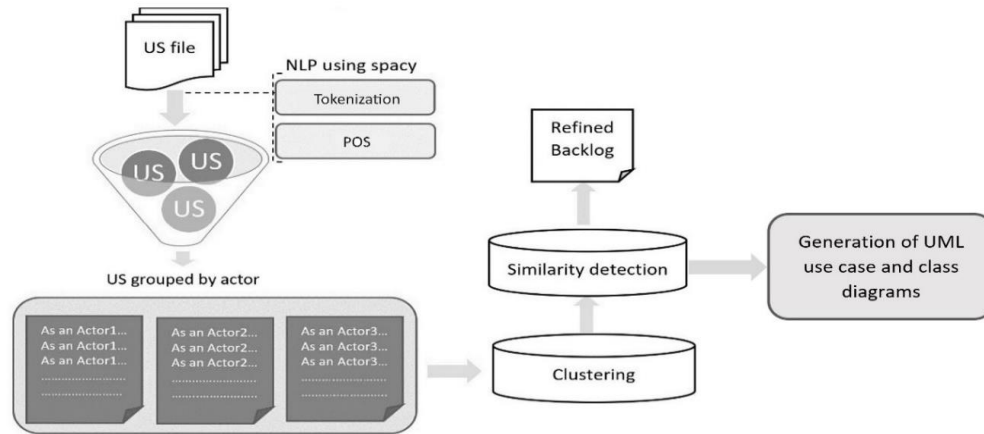 US file
NLP using spacy
Tokenization
POS
US
US
US
US grouped by actor
As an Actor1...
As an Actor1...
As an Actor1...
............................
............................
As an Actor2...
As an Actor2...
As an Actor2...
............................
............................
As an Actor3...
As an Actor3...
As an Actor3...
............................
............................
Refined
Backlog
Similarity detection
Clustering
Generation of UML
use case and class
diagrams